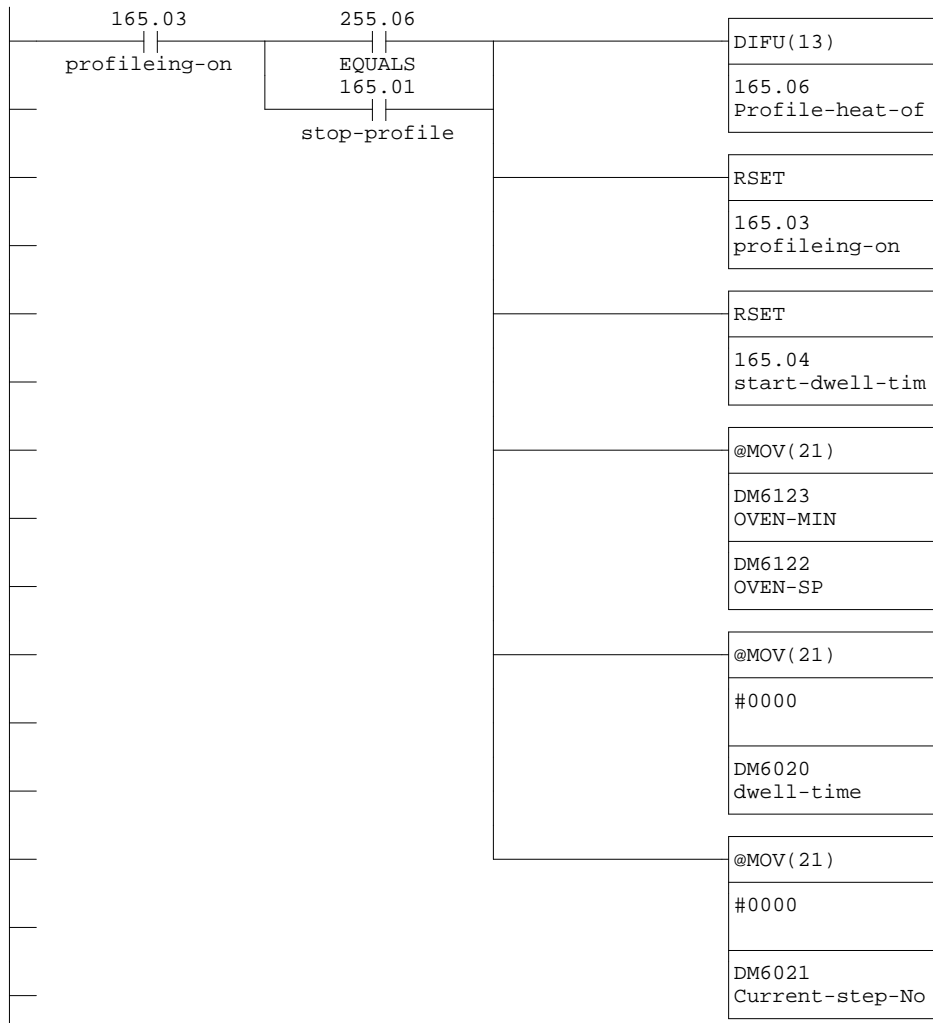 165.03
profileing-on
255.06
EQUALS
165.01
stop-profile
DIFU(13)
165.06
Profile-heat-of
RSET
165.03
profileing-on
RSET
165.04
start-dwell-tim
@MOV(21)
DM6123
OVEN-MIN
DM6122
OVEN-SP
@MOV(21)
#0000
DM6020
dwell-time
@MOV(21)
#0000
DM6021
Current-step-No